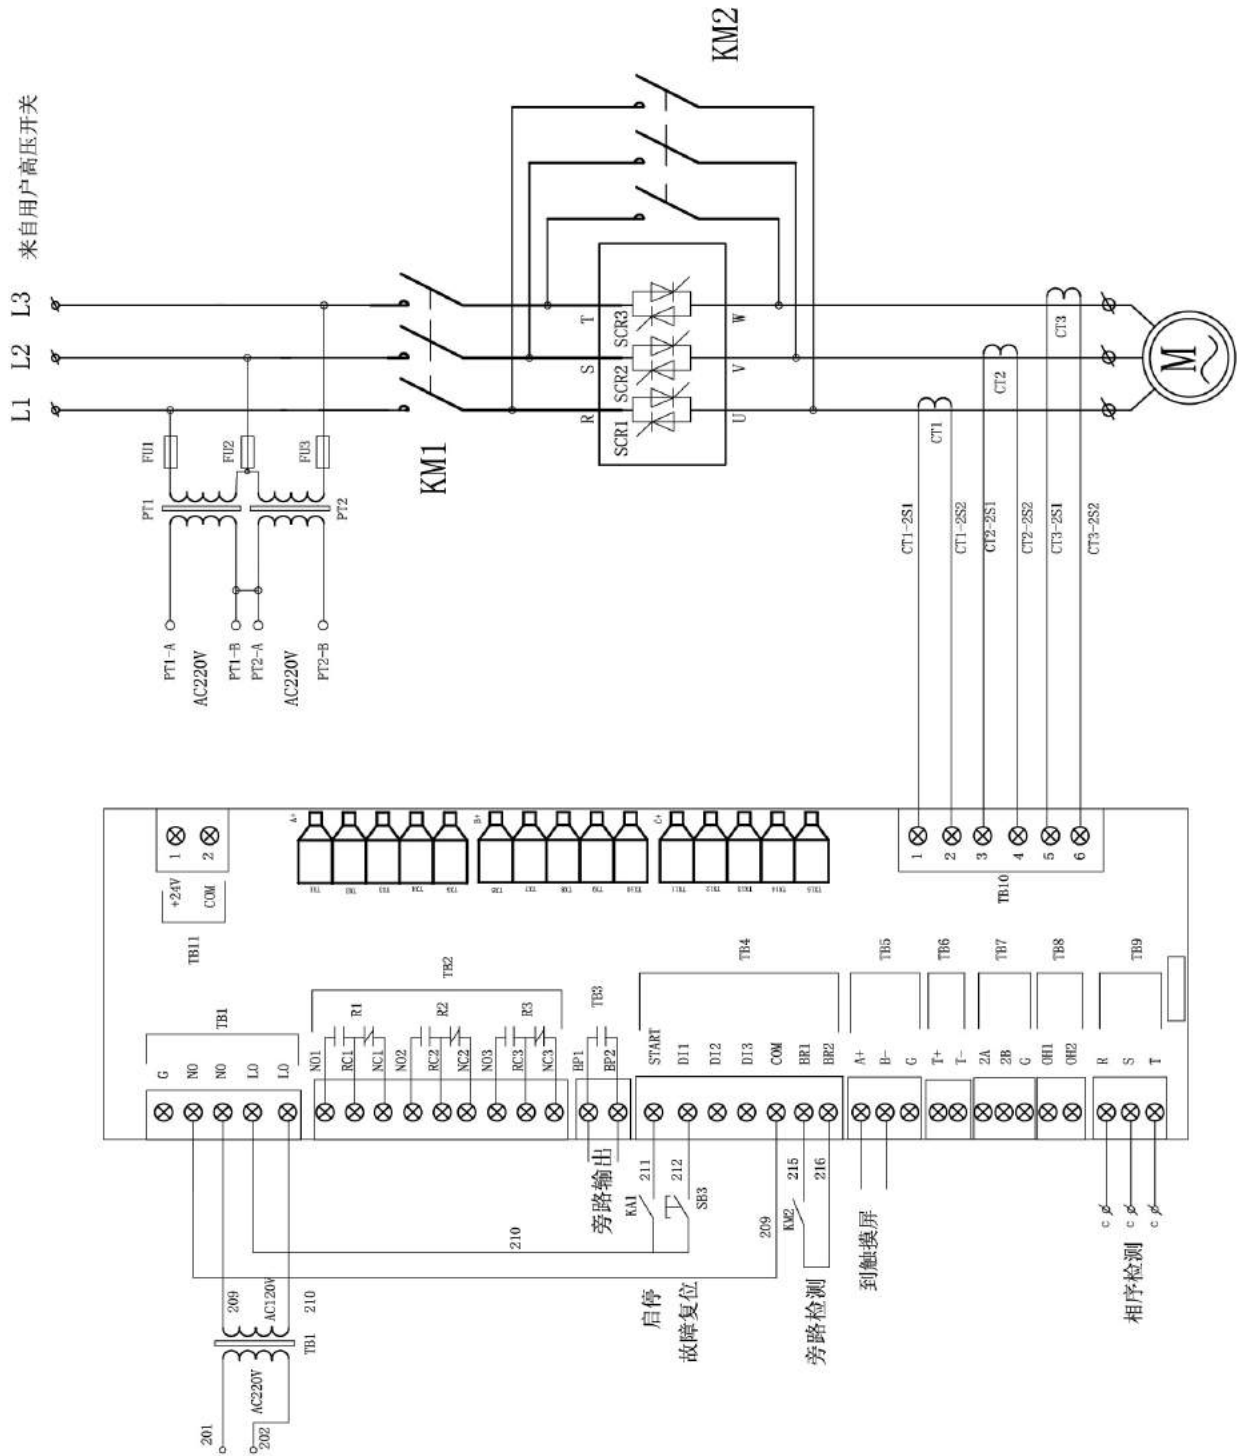 来自用户高压开关
L1
L2
L3
FU1
FU2
FU3
PT1
PT2
PT1-A
AC220V
PT1-B
PT2-A
AC220V
PT2-B
KM1
KM2
R
S
T
SCR1
SCR2
SCR3
U
V
W
CT1
CT2
CT3
M
CT1-2S1
CT1-2S2
CT2-2S1
CT2-2S2
CT3-2S1
CT3-2S2
+24V
COM
1
2
TB11
A+
B+
C+
1
2
3
4
5
6
TB10
TB1
G
NO
NO
LO
LO
TB2
R1
R2
R3
NO1
RC1
NC1
NO2
RC2
NC2
NO3
RC3
NC3
TB3
BP1
BP2
TB4
START
DI1
DI2
DI3
COM
BR1
BR2
TB5
A+
B-
G
TB6
T+
T-
TB7
2A
2B
G
TB8
OH1
OH2
TB9
R
S
T
旁路输出
211
212
KA1
SB3
210
209
215
216
KM2
启停
故障复位
旁路检测
到触摸屏
c
c
c
相序检测
209
AC120V
210
TB1
AC220V
201
202